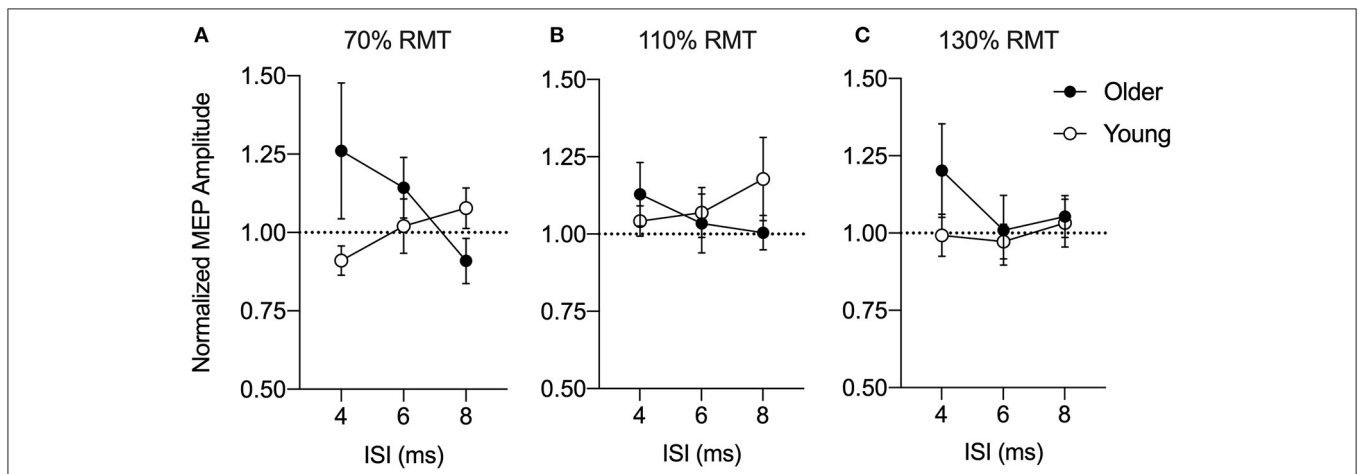 A 70% RMT
B 110% RMT
C 130% RMT
Older
Young
Normalized MEP Amplitude
1.50
1.25
1.00
0.75
0.50
4 6 8
ISI (ms)
1.50
1.25
1.00
0.75
0.50
4 6 8
ISI (ms)
1.50
1.25
1.00
0.75
0.50
4 6 8
ISI (ms)